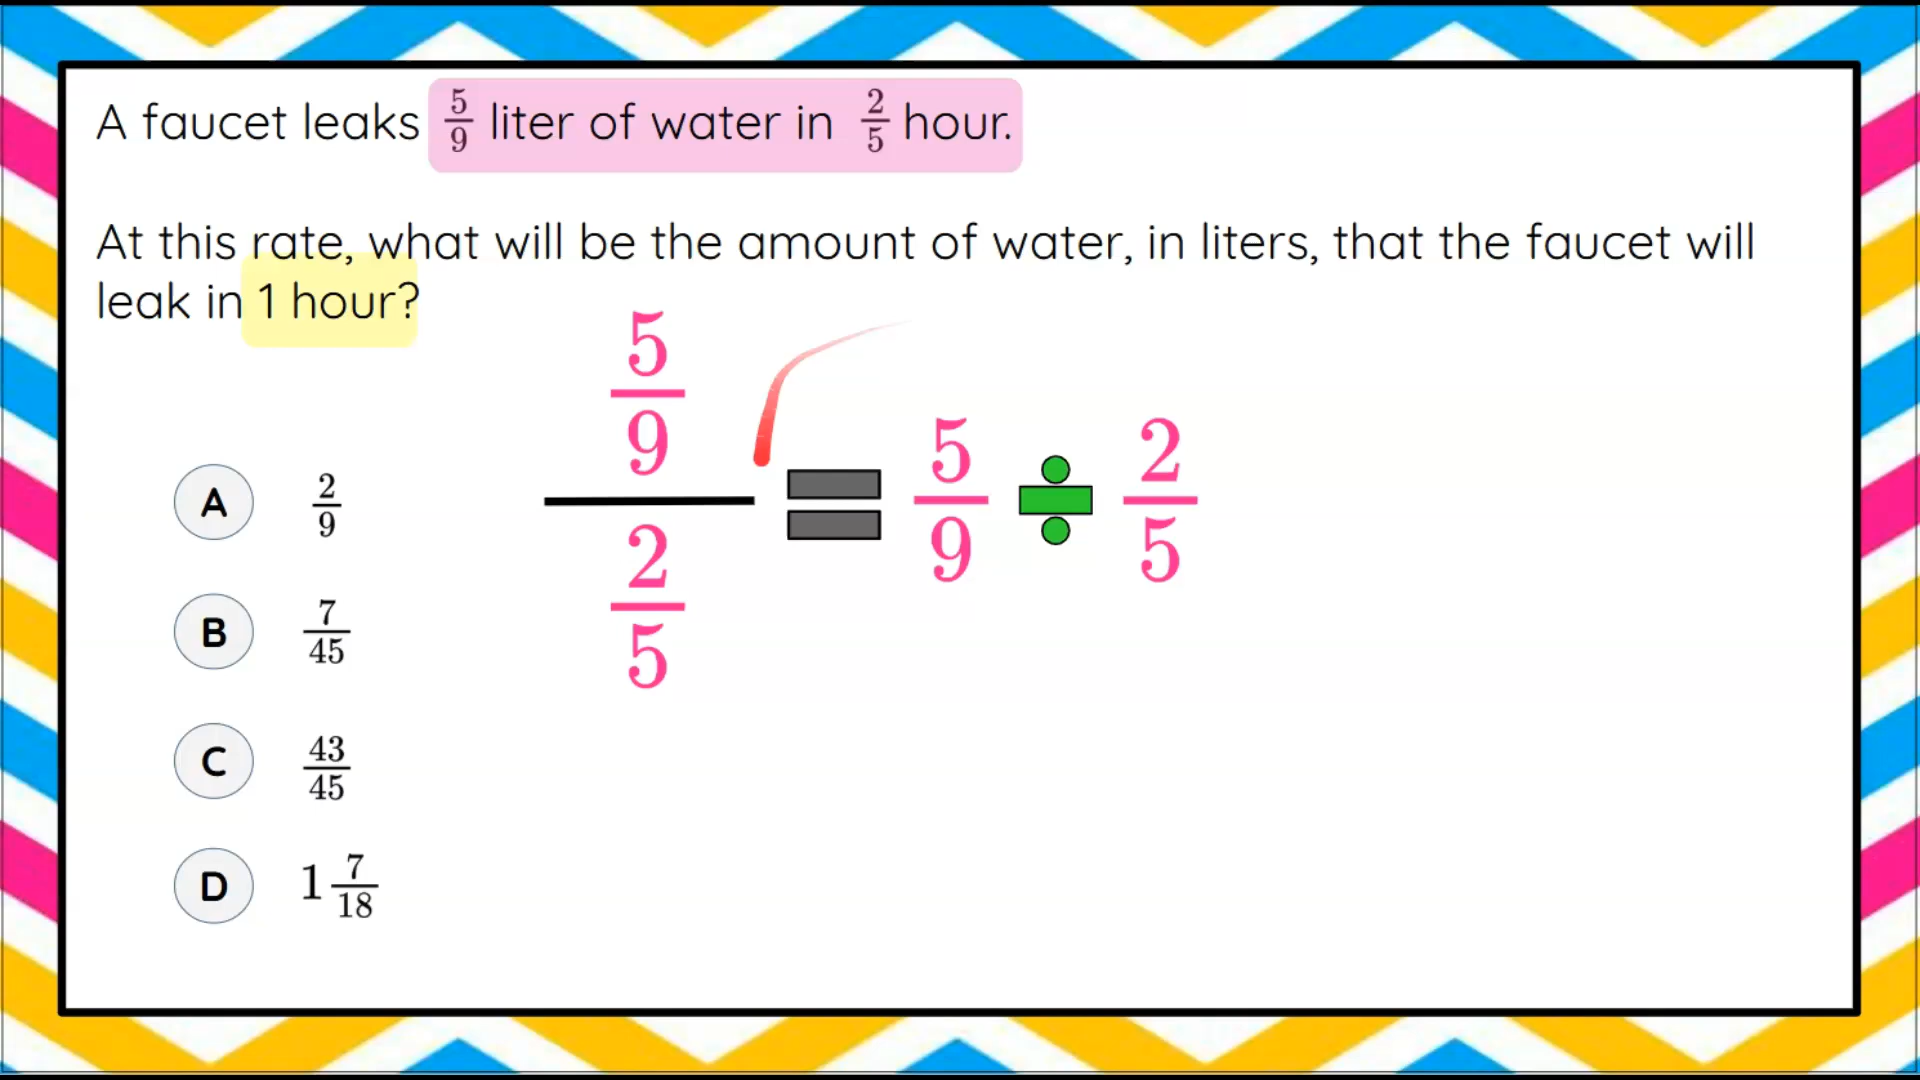 A faucet leaks 5/9 liter of water in 2/5 hour.
At this rate, what will be the amount of water, in liters, that the faucet will
leak in 1 hour?
5/9
2/5
= 5/9 ÷ 2/5
A 2/9
B 7/45
C 43/45
D 1 7/18